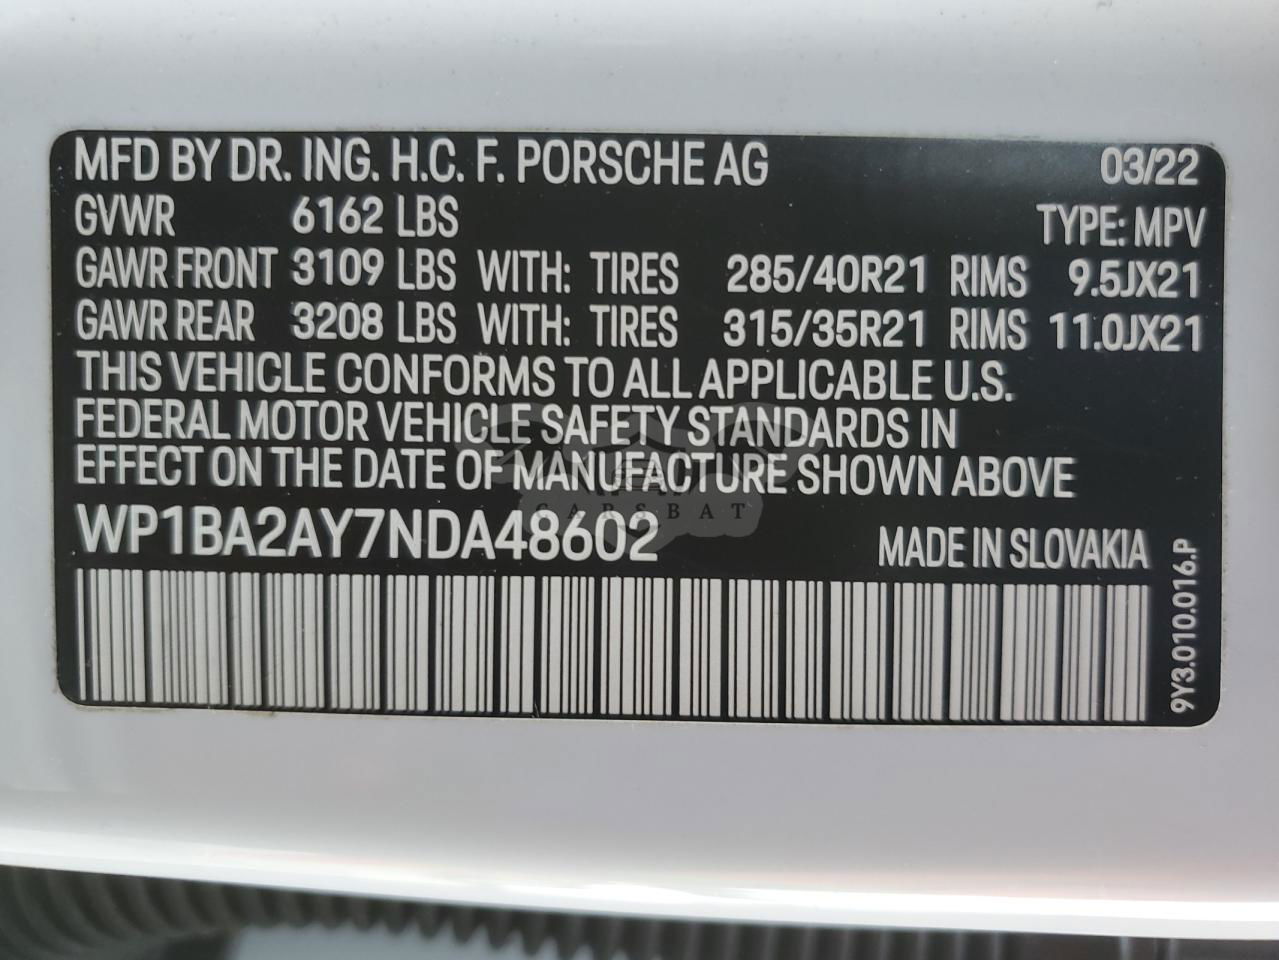 MFD BY DR. ING. H.C. F. PORSCHE AG 03/22
GVWR 6162 LBS TYPE: MPV
GAWR FRONT 3109 LBS WITH: TIRES 285/40R21 RIMS 9.5JX21
GAWR REAR 3208 LBS WITH: TIRES 315/35R21 RIMS 11.0JX21
THIS VEHICLE CONFORMS TO ALL APPLICABLE U.S.
FEDERAL MOTOR VEHICLE SAFETY STANDARDS IN
EFFECT ON THE DATE OF MANUFACTURE SHOWN ABOVE
CARSBAT
WP1BA2AY7NDA48602 MADE IN SLOVAKIA
9Y3.010.016.P